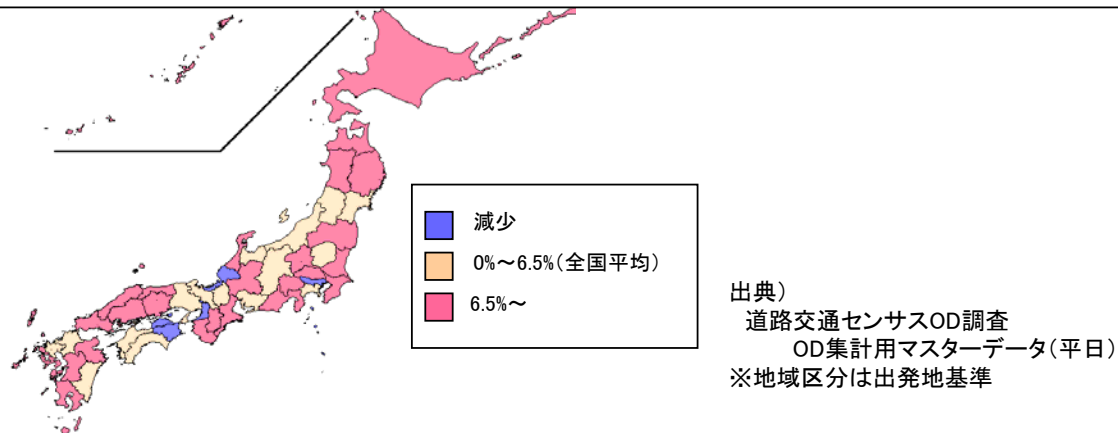 減少
0%～6.5%(全国平均)
6.5%～
出典)
道路交通センサスOD調査
OD集計用マスターデータ(平日)
※地域区分は出発地基準